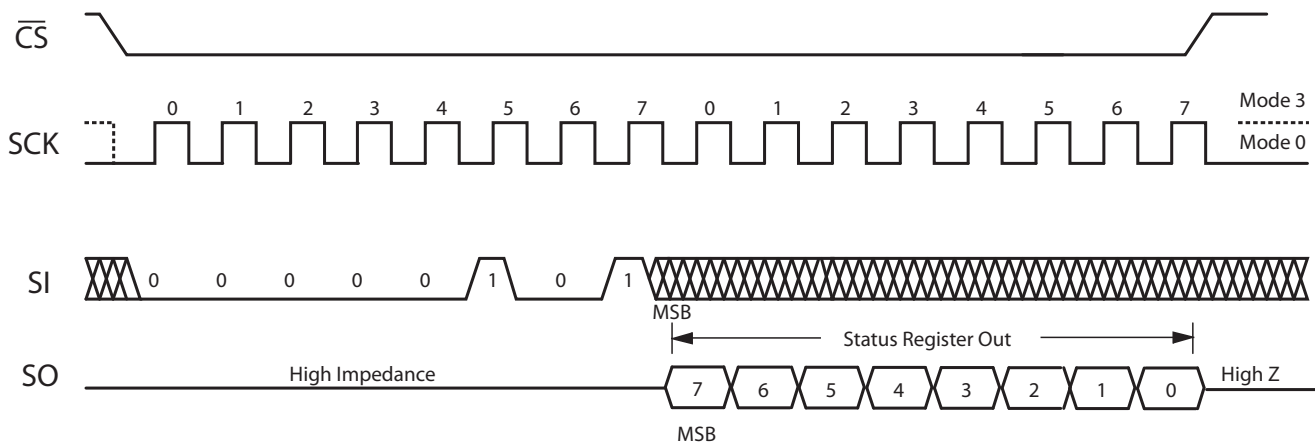 CS
0 1 2 3 4 5 6 7 0 1 2 3 4 5 6 7
Mode 3
SCK
Mode 0
SI
0 0 0 0 0 1 0 1
MSB
Status Register Out
SO
High Impedance
7 6 5 4 3 2 1 0
High Z
MSB